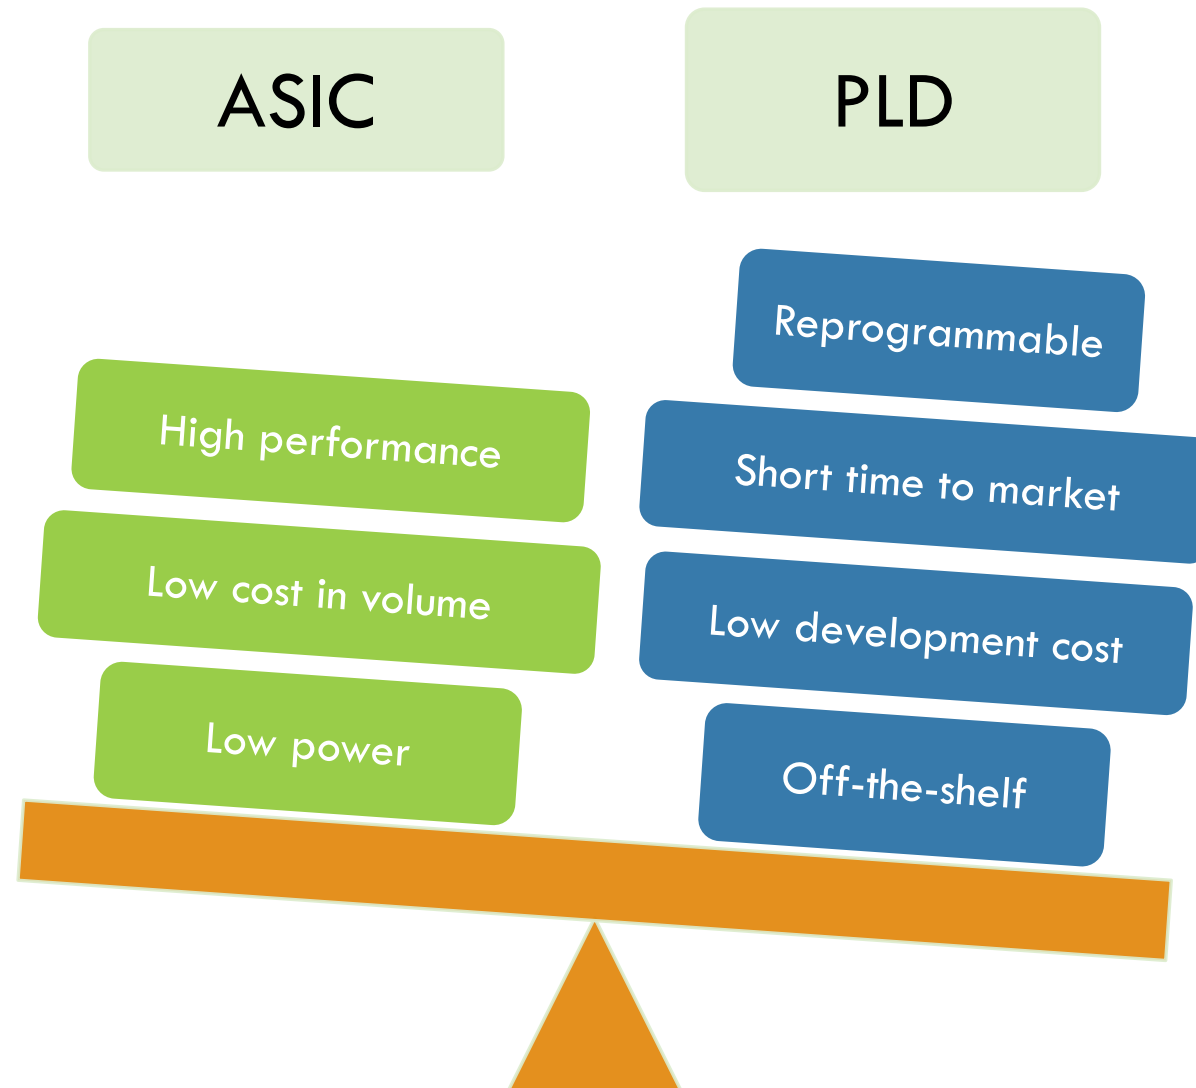 ASIC
PLD
High performance
Low cost in volume
Low power
Reprogrammable
Short time to market
Low development cost
Off-the-shelf